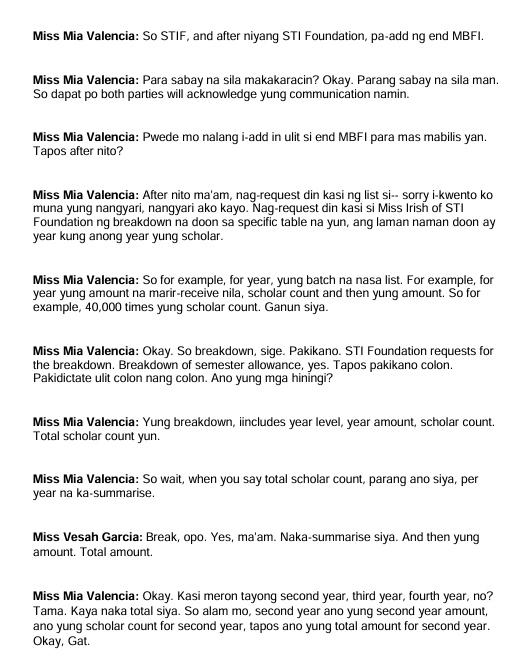 Miss Mia Valencia: So STIF, and after niyang STI Foundation, pa-add ng end MBFI.
Miss Mia Valencia: Para sabay na sila makakaracin? Okay. Parang sabay na sila man.
So dapat po both parties will acknowledge yung communication namin.
Miss Mia Valencia: Pwede mo nalang i-add in ulit si end MBFI para mas mabilis yan.
Tapos after nito?
Miss Mia Valencia: After nito ma'am, nag-request din kasi ng list si-- sorry i-kwento ko
muna yung nangyari, nangyari ako kayo. Nag-request din kasi si Miss Irish of STI
Foundation ng breakdown na doon sa specific table na yun, ang laman naman doon ay
year kung anong year yung scholar.
Miss Mia Valencia: So for example, for year, yung batch na nasa list. For example, for
year yung amount na marir-receive nila, scholar count and then yung amount. So for
example, 40,000 times yung scholar count. Ganun siya.
Miss Mia Valencia: Okay. So breakdown, sige. Pakikano. STI Foundation requests for
the breakdown. Breakdown of semester allowance, yes. Tapos pakikano colon.
Pakidictate ulit colon nang colon. Ano yung mga hiningi?
Miss Mia Valencia: Yung breakdown, iincludes year level, year amount, scholar count.
Total scholar count yun.
Miss Mia Valencia: So wait, when you say total scholar count, parang ano siya, per
year na ka-summarise.
Miss Vesah Garcia: Break, opo. Yes, ma'am. Naka-summarise siya. And then yung
amount. Total amount.
Miss Mia Valencia: Okay. Kasi meron tayong second year, third year, fourth year, no?
Tama. Kaya naka total siya. So alam mo, second year ano yung second year amount,
ano yung scholar count for second year, tapos ano yung total amount for second year.
Okay, Gat.